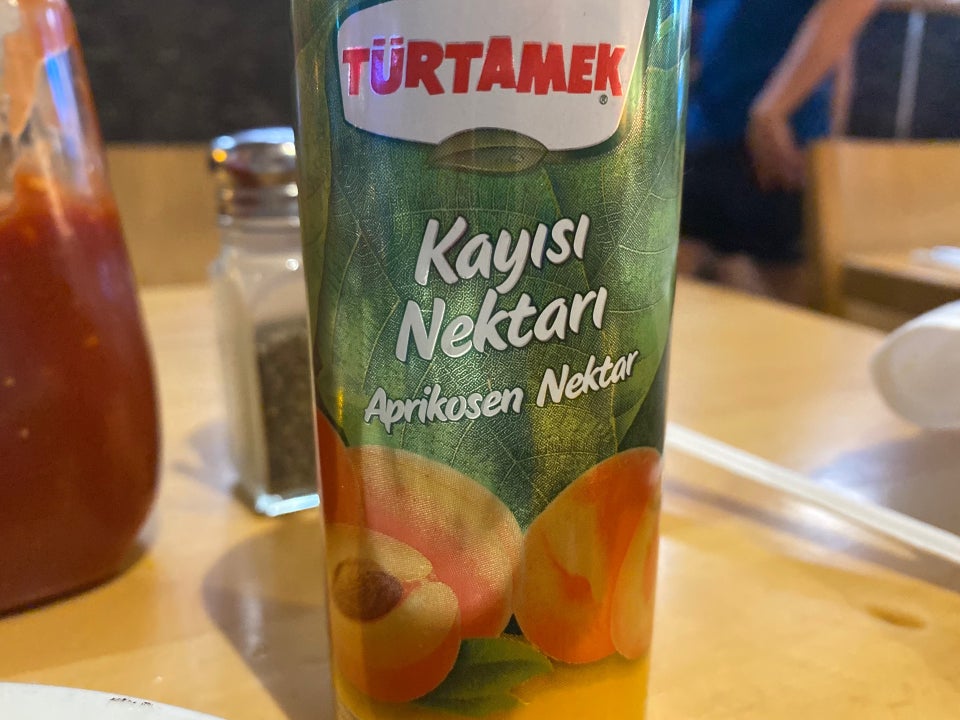 TÜRTAMEK
®
Kayısı
Nektarı
Aprikosen Nektar